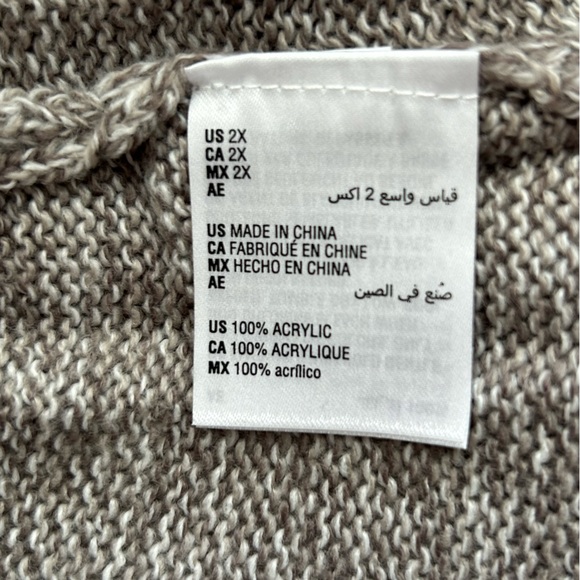 US 2X
CA 2X
MX 2X
AE قياس واسع 2 اكس
US MADE IN CHINA
CA FABRIQUÉ EN CHINE
MX HECHO EN CHINA
AE صُنع في الصين
US 100% ACRYLIC
CA 100% ACRYLIQUE
MX 100% acrílico